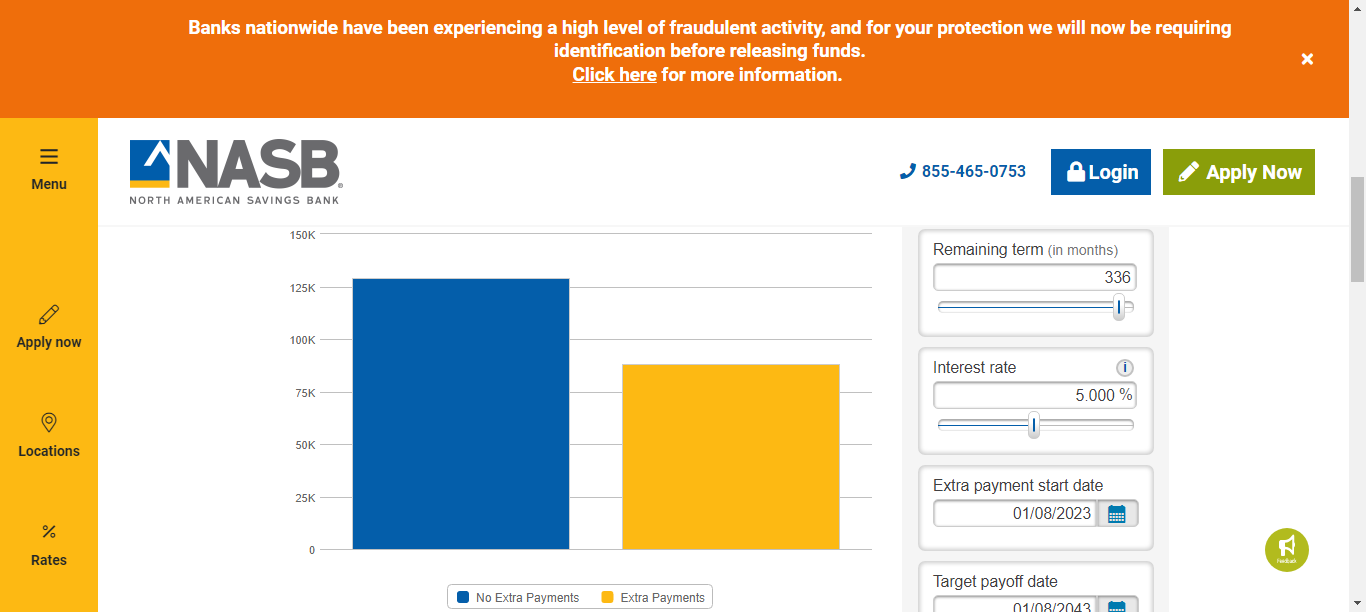 Banks nationwide have been experiencing a high level of fraudulent activity, and for your protection we will now be requiring
identification before releasing funds.
Click here for more information.
Menu
NASB
NORTH AMERICAN SAVINGS BANK
855-465-0753
Login
Apply Now
Apply now
Locations
% 
Rates
150K
125K
100K
75K
50K
25K
0
No Extra Payments
Extra Payments
Remaining term (in months)
336
Interest rate
i
5.000 %
Extra payment start date
01/08/2023
Target payoff date
01/08/2043
Feedback